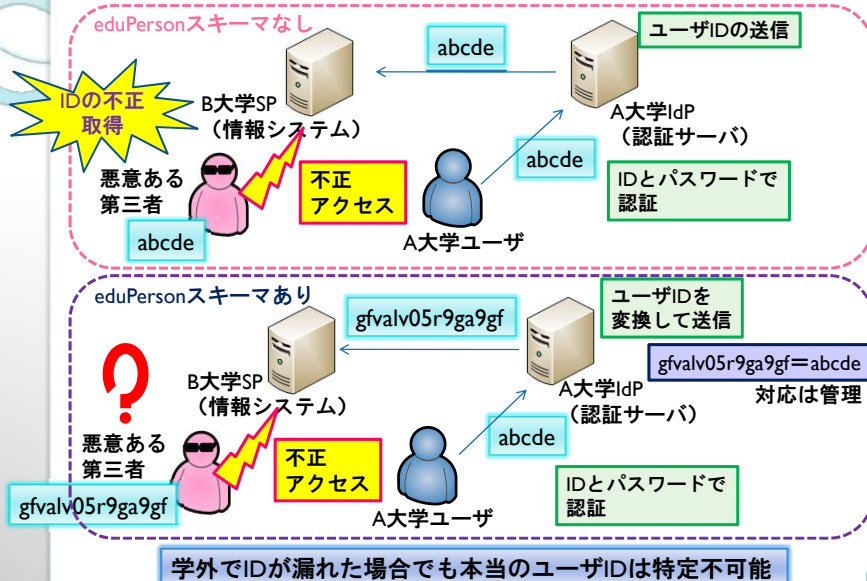 eduPersonスキーマなし
abcde
ユーザIDの送信
IDの不正
取得
B大学SP
（情報システム）
A大学IdP
（認証サーバ）
悪意ある
第三者
不正
アクセス
abcde
IDとパスワードで
認証
abcde
A大学ユーザ
eduPersonスキーマあり
gfvalv05r9ga9gf
ユーザIDを
変換して送信
gfvalv05r9ga9gf＝abcde
対応は管理
?
B大学SP
（情報システム）
A大学IdP
（認証サーバ）
abcde
悪意ある
第三者
不正
アクセス
IDとパスワードで
認証
gfvalv05r9ga9gf
A大学ユーザ
学外でIDが漏れた場合でも本当のユーザIDは特定不可能